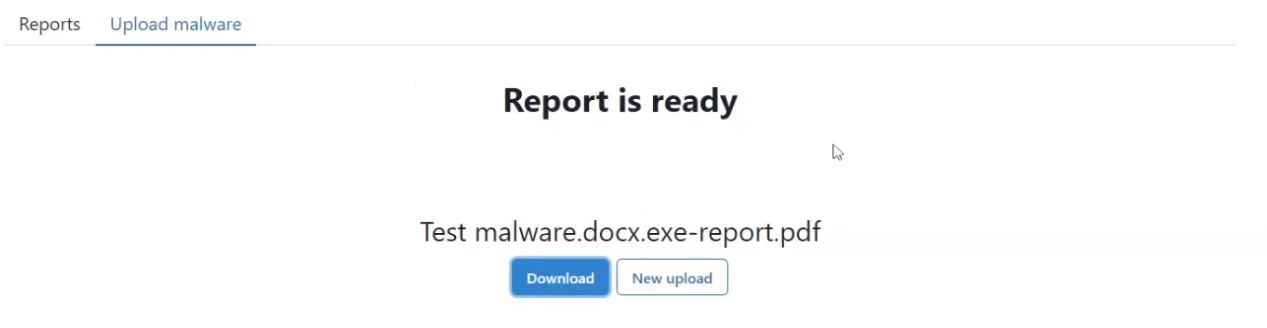 Reports Upload malware
Report is ready
Test malware.docx.exe-report.pdf
Download New upload